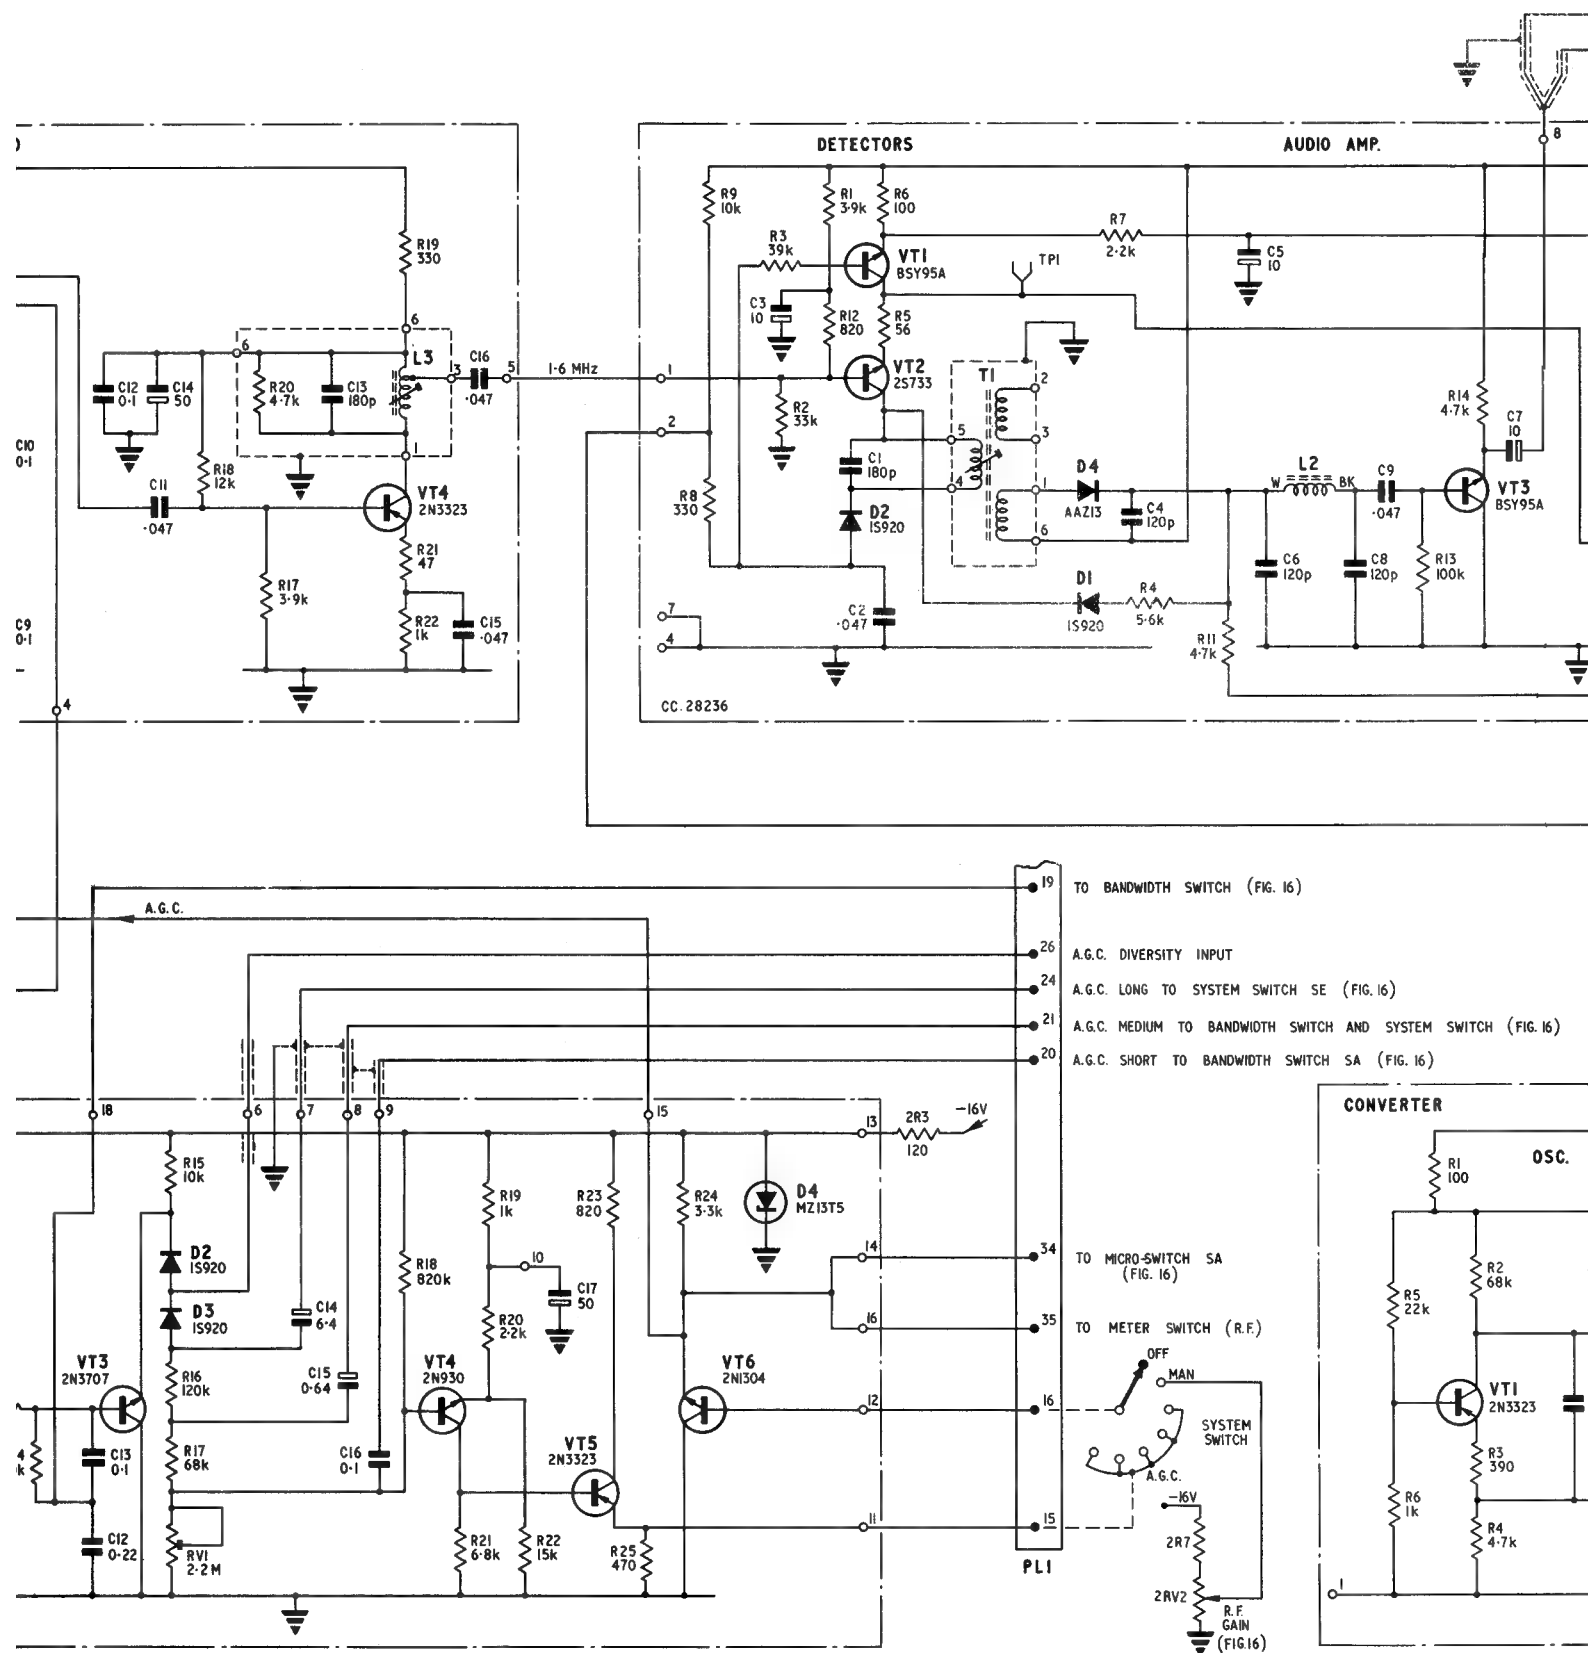 DETECTORS
AUDIO AMP.
8
R9
10k
R1
3·9k
R6
100
R7
2·2k
R3
39k
VT1
BSY95A
TP1
C5
10
R19
330
C3
10
R12
820
R5
56
6
6
L3
3
C16
·047
5
1·6 MHz
1
VT2
2S733
T1
2
R14
4·7k
C7
10
C12
0·1
C14
50
R20
4·7k
C13
180p
R2
33k
2
5
3
C10
0·1
R18
12k
1
C1
180p
4
1
D4
AAZ13
W
L2
BK
C9
·047
VT3
BSY95A
C11
·047
VT4
2N3323
R8
330
D2
1S920
6
C4
120p
R21
47
C6
120p
C8
120p
R13
100k
R17
3·9k
D1
1S920
R4
5·6k
C9
0·1
R22
1k
C15
·047
7
C2
·047
4
R11
4·7k
4
CC. 28236
19
TO BANDWIDTH SWITCH (FIG. 16)
A.G.C.
26
A.G.C. DIVERSITY INPUT
24
A.G.C. LONG TO SYSTEM SWITCH SE (FIG. 16)
21
A.G.C. MEDIUM TO BANDWIDTH SWITCH AND SYSTEM SWITCH (FIG. 16)
20
A.G.C. SHORT TO BANDWIDTH SWITCH SA (FIG. 16)
18
6
7
8
9
15
CONVERTER
13
2R3
120
–16V
R15
10k
R1
100
OSC.
R19
1k
R23
820
R24
3·3k
D4
MZ13T5
D2
1S920
R18
820k
10
14
34
TO MICRO-SWITCH SA
(FIG. 16)
R2
68k
C17
50
D3
1S920
C14
6·4
R20
2·2k
R5
22k
16
35
TO METER SWITCH (R.F.)
VT3
2N3707
R16
120k
C15
0·64
VT4
2N930
VT6
2N1304
OFF
MAN
VT1
2N3323
12
16
SYSTEM
SWITCH
R17
68k
C13
0·1
C16
0·1
VT5
2N3323
A.G.C.
R3
390
–16V
R6
1k
11
15
C12
0·22
RV1
2·2M
R21
6·8k
R22
15k
R25
470
2R7
R4
4·7k
PL1
2RV2
1
R.F.
GAIN
(FIG.16)